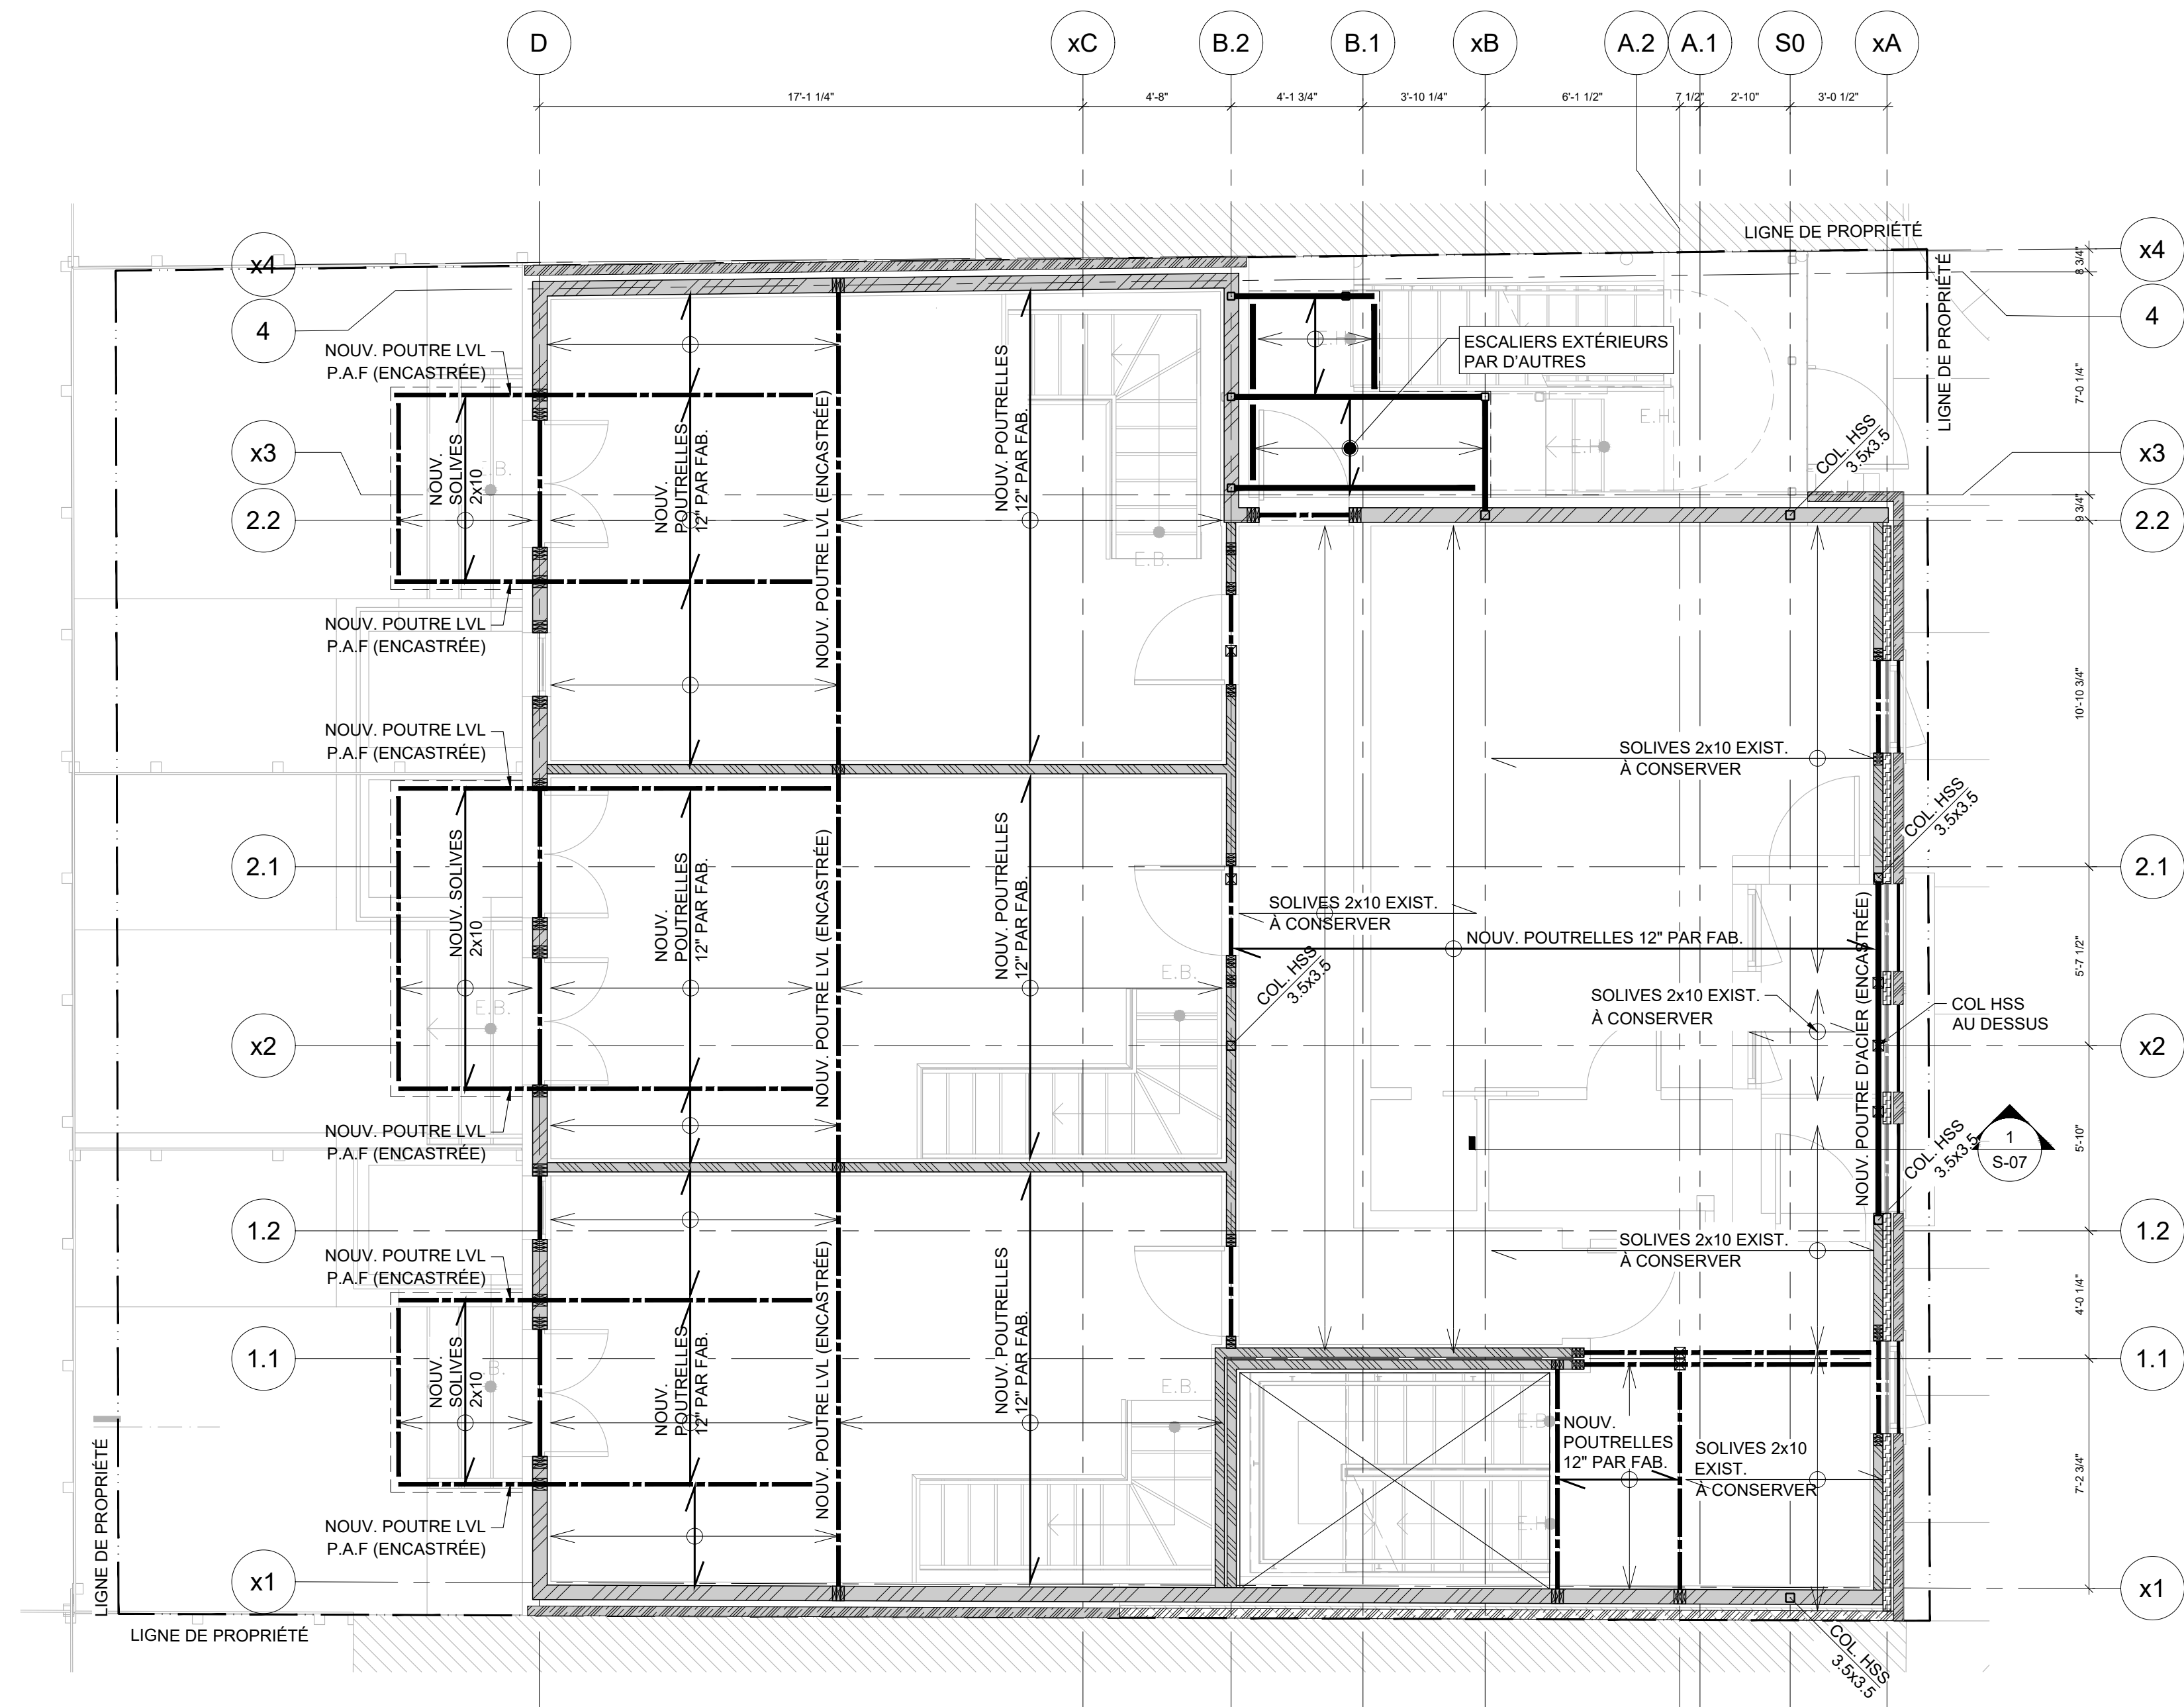 D
xC
B.2
B.1
xB
A.2
A.1
S0
xA
17'-1 1/4"
4'-8"
4'-1 3/4"
3'-10 1/4"
6'-1 1/2"
7 1/2"
2'-10"
3'-0 1/2"
LIGNE DE PROPRIÉTÉ
x4
x4
8 3/4"
LIGNE DE PROPRIÉTÉ
4
4
NOUV. POUTRE LVL
P.A.F (ENCASTRÉE)
ESCALIERS EXTÉRIEURS
PAR D'AUTRES
7'-0 1/4"
E.H.
E.H.
E.H.
x3
x3
NOUV.
SOLIVES
2x10
E.B.
NOUV.
POUTRELLES
12" PAR FAB.
NOUV. POUTRE LVL (ENCASTRÉE)
NOUV. POUTRELLES
12" PAR FAB.
COL. HSS
3.5x3.5
2.2
2.2
9 3/4"
E.B.
NOUV. POUTRE LVL
P.A.F (ENCASTRÉE)
10'-10 3/4"
NOUV. POUTRE LVL
P.A.F (ENCASTRÉE)
SOLIVES 2x10 EXIST.
À CONSERVER
COL. HSS
3.5x3.5
2.1
2.1
NOUV. SOLIVES
2x10
NOUV.
POUTRELLES
12" PAR FAB.
NOUV. POUTRE LVL (ENCASTRÉE)
NOUV. POUTRELLES
12" PAR FAB.
SOLIVES 2x10 EXIST.
À CONSERVER
NOUV. POUTRELLES 12" PAR FAB.
5'-7 1/2"
E.B.
E.B.
COL. HSS
3.5x3.5
SOLIVES 2x10 EXIST.
À CONSERVER
NOUV. POUTRE D'ACIER (ENCASTRÉE)
COL HSS
AU DESSUS
x2
x2
NOUV. POUTRE LVL
P.A.F (ENCASTRÉE)
5'-10"
COL. HSS
3.5x3.5
1
S-07
1.2
1.2
NOUV. POUTRE LVL
P.A.F (ENCASTRÉE)
SOLIVES 2x10 EXIST.
À CONSERVER
4'-0 1/4"
1.1
1.1
NOUV.
SOLIVES
2x10
E.B.
NOUV.
POUTRELLES
12" PAR FAB.
NOUV. POUTRE LVL (ENCASTRÉE)
NOUV. POUTRELLES
12" PAR FAB.
E.B.
E.B.
NOUV.
POUTRELLES
12" PAR FAB.
SOLIVES 2x10
EXIST.
À CONSERVER
7'-2 3/4"
E.H.
NOUV. POUTRE LVL
P.A.F (ENCASTRÉE)
LIGNE DE PROPRIÉTÉ
x1
x1
LIGNE DE PROPRIÉTÉ
COL. HSS
3.5x3.5